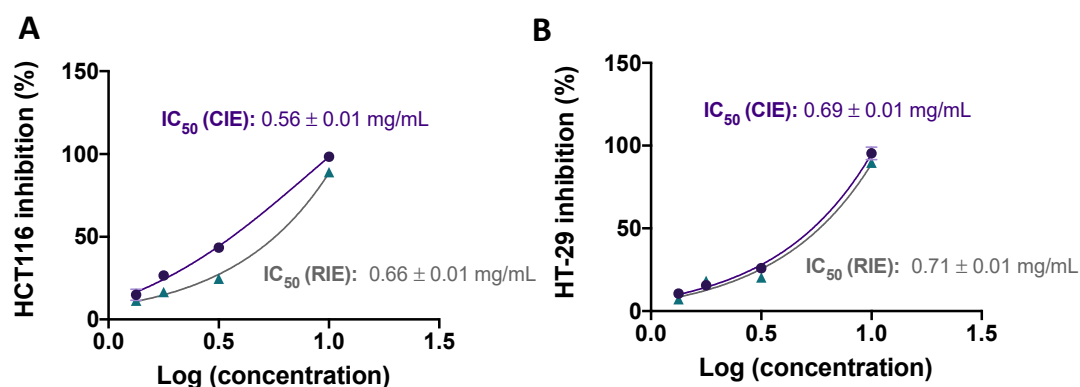 A
HCT116 inhibition (%)
150
100
50
0
0.0
0.5
1.0
1.5
Log (concentration)
IC50 (CIE): 0.56 ± 0.01 mg/mL
IC50 (RIE): 0.66 ± 0.01 mg/mL
B
HT-29 inhibition (%)
150
100
50
0
0.0
0.5
1.0
1.5
Log (concentration)
IC50 (CIE): 0.69 ± 0.01 mg/mL
IC50 (RIE): 0.71 ± 0.01 mg/mL